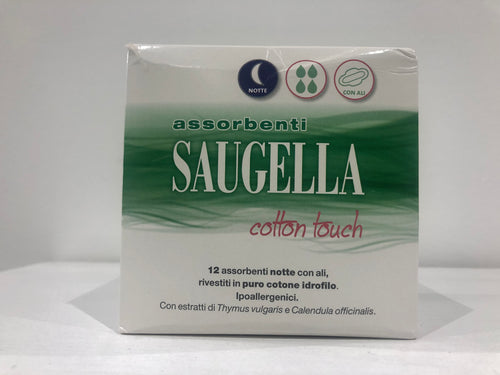 NOTTE
CON ALI
assorbenti
SAUGELLA
cotton touch
12 assorbenti notte con ali,
rivestiti in puro cotone idrofilo.
Ipoallergenici.
Con estratti di Thymus vulgaris e Calendula officinalis.